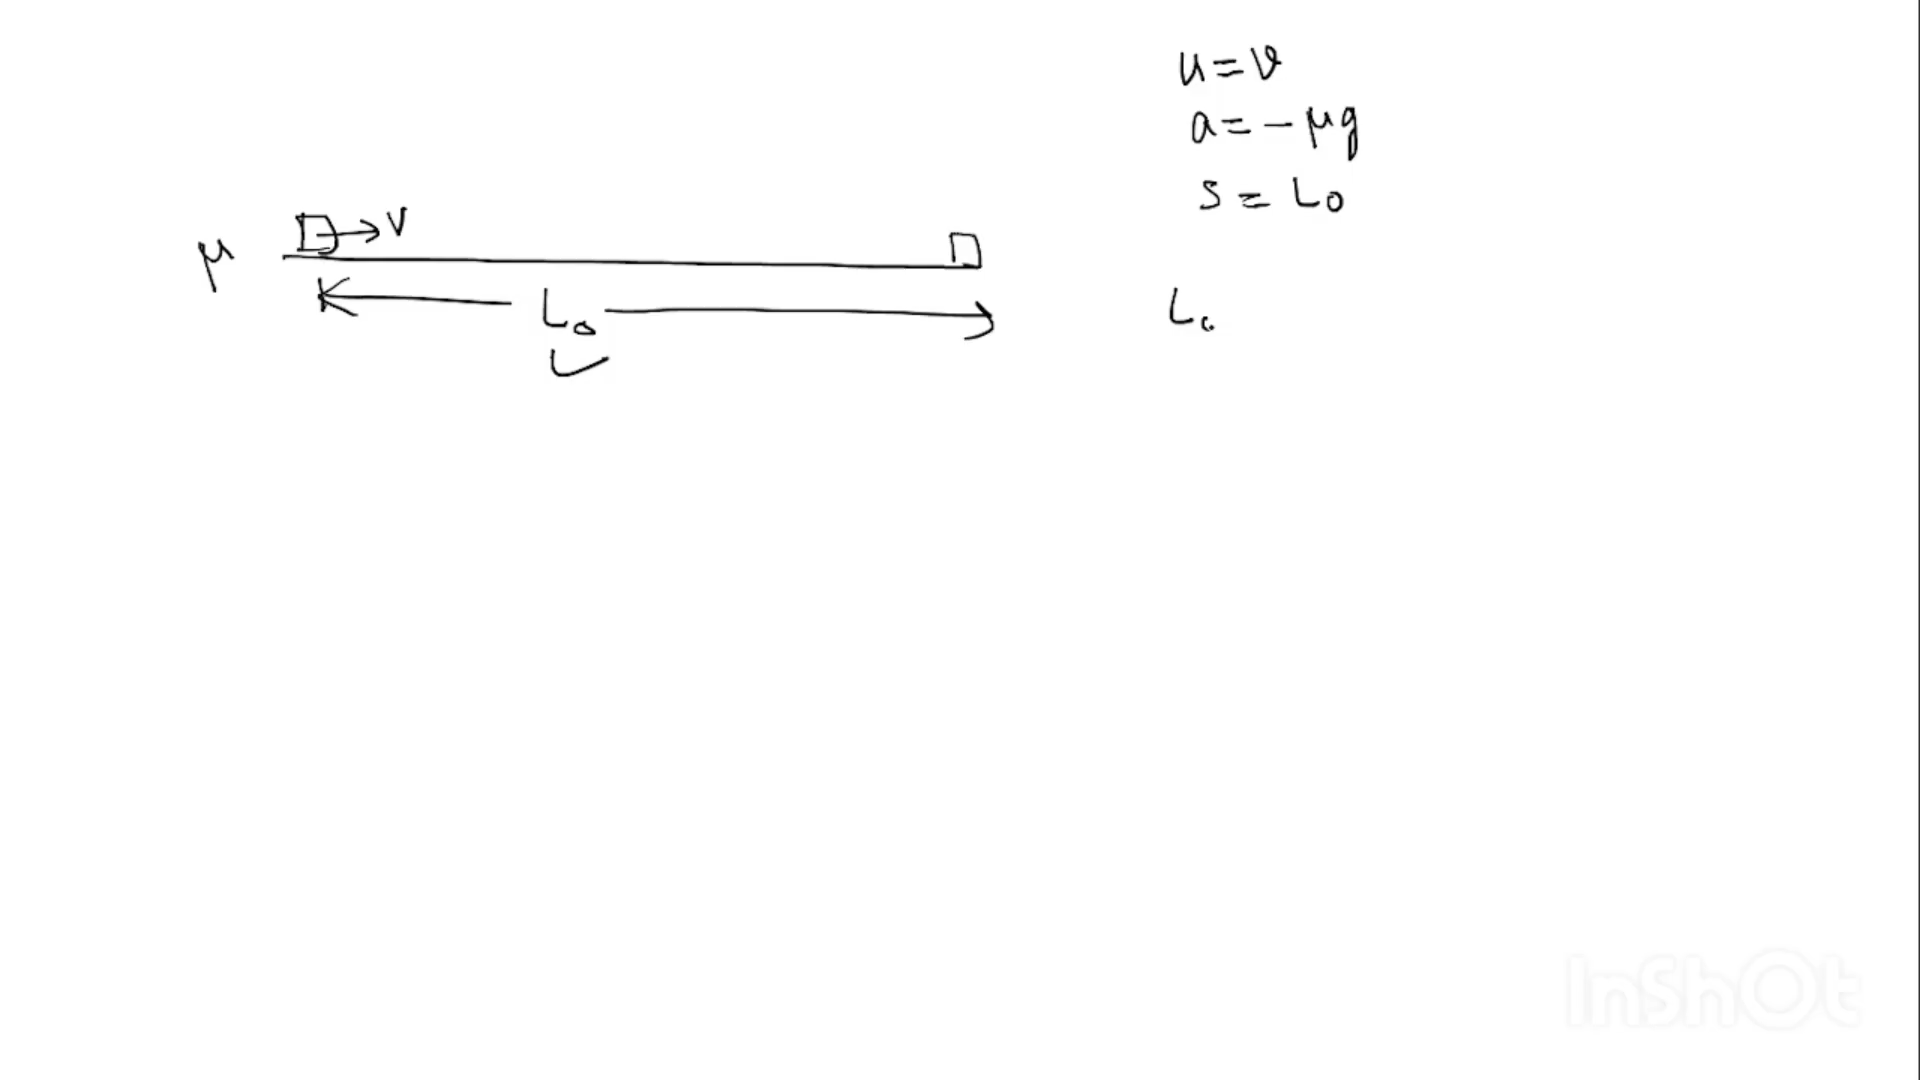 u = v
a = - μg
s = L0
μ
V
L0
L0
InShOt